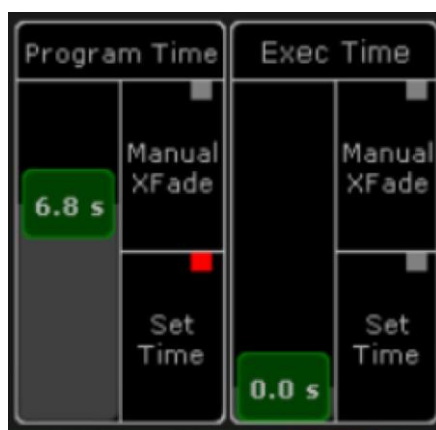 Program Time
Exec Time
Manual
XFade
Manual
XFade
6.8 s
Set
Time
Set
Time
0.0 s